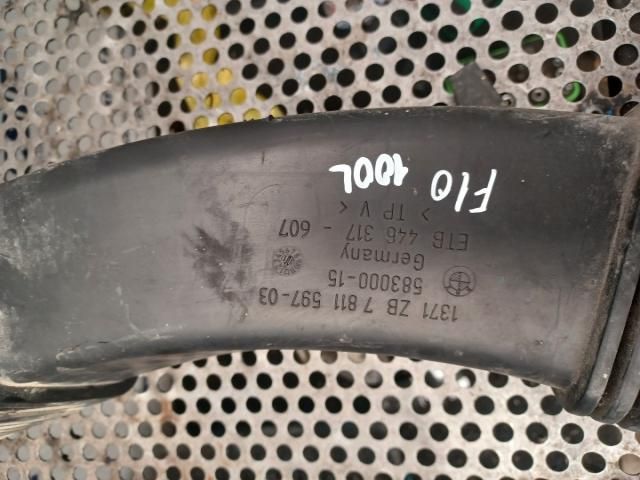 1371 ZB 7 811 597-03
583000-15
Germany
ETB 446 317 - 607
> TP V <
F10 100L